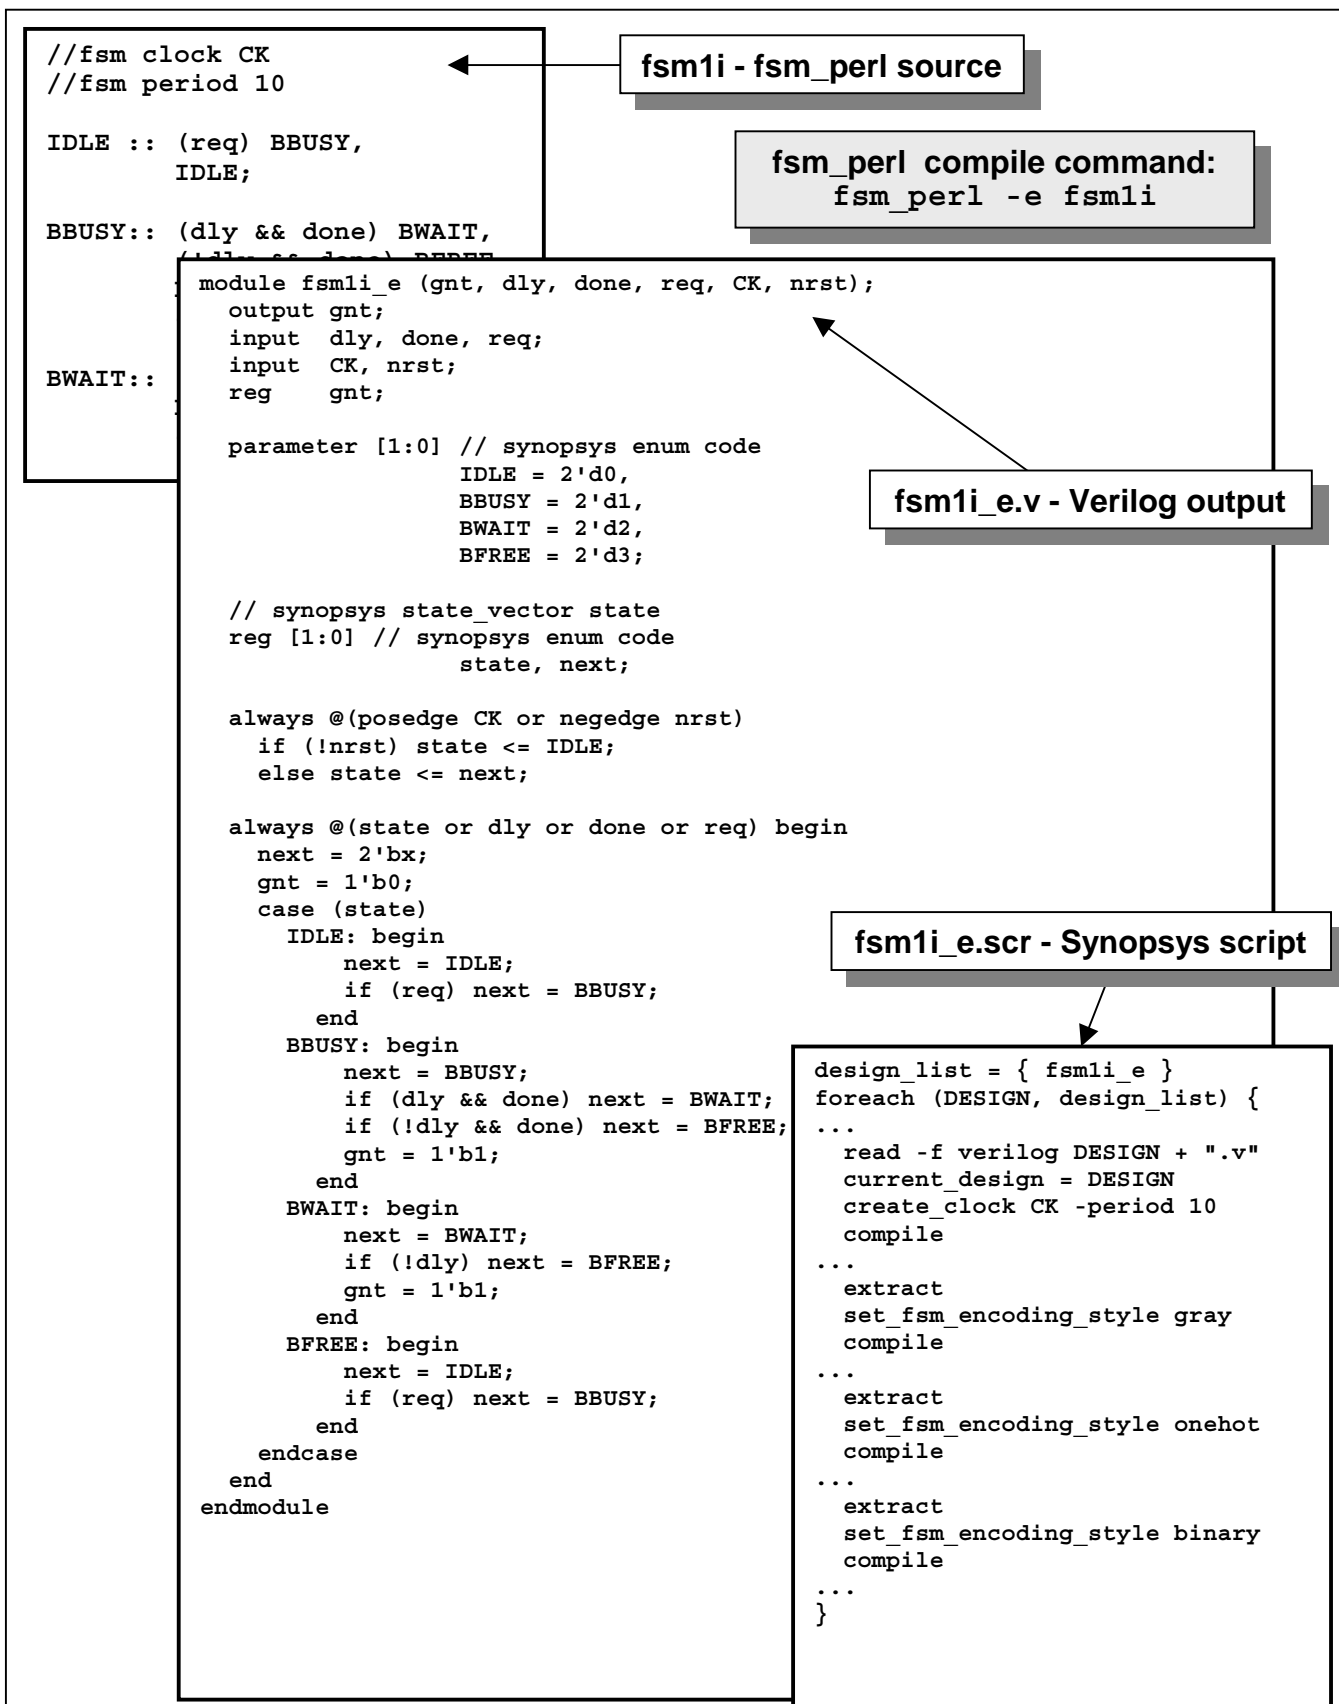 //fsm clock CK
//fsm period 10
IDLE :: (req) BBUSY,
IDLE;
BBUSY:: (dly && done) BWAIT,
(!dly && done) BFREE
BWAIT::
fsm1i - fsm_perl source
fsm_perl compile command:
fsm_perl -e fsm1i
module fsm1i_e (gnt, dly, done, req, CK, nrst);
output gnt;
input dly, done, req;
input CK, nrst;
reg gnt;
parameter [1:0] // synopsys enum code
IDLE = 2'd0,
BBUSY = 2'd1,
BWAIT = 2'd2,
BFREE = 2'd3;
// synopsys state_vector state
reg [1:0] // synopsys enum code
state, next;
always @(posedge CK or negedge nrst)
if (!nrst) state <= IDLE;
else state <= next;
always @(state or dly or done or req) begin
next = 2'bx;
gnt = 1'b0;
case (state)
IDLE: begin
next = IDLE;
if (req) next = BBUSY;
end
BBUSY: begin
next = BBUSY;
if (dly && done) next = BWAIT;
if (!dly && done) next = BFREE;
gnt = 1'b1;
end
BWAIT: begin
next = BWAIT;
if (!dly) next = BFREE;
gnt = 1'b1;
end
BFREE: begin
next = IDLE;
if (req) next = BBUSY;
end
endcase
end
endmodule
fsm1i_e.v - Verilog output
fsm1i_e.scr - Synopsys script
design_list = { fsm1i_e }
foreach (DESIGN, design_list) {
...
read -f verilog DESIGN + ".v"
current_design = DESIGN
create_clock CK -period 10
compile
...
extract
set_fsm_encoding_style gray
compile
...
extract
set_fsm_encoding_style onehot
compile
...
extract
set_fsm_encoding_style binary
compile
...
}